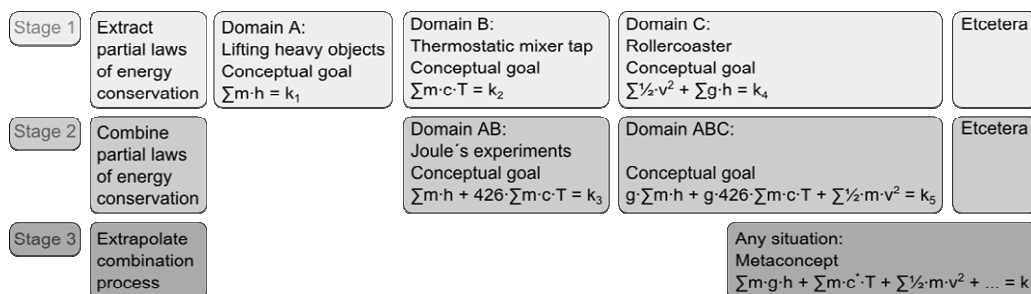 Stage 1
Extract
partial laws
of energy
conservation
Domain A:
Lifting heavy objects
Conceptual goal
∑m·h = k₁
Domain B:
Thermostatic mixer tap
Conceptual goal
∑m·c·T = k₂
Domain C:
Rollercoaster
Conceptual goal
∑½·v² + ∑g·h = k₄
Etcetera
Stage 2
Combine
partial laws
of energy
conservation
Domain AB:
Joule´s experiments
Conceptual goal
∑m·h + 426·∑m·c·T = k₃
Domain ABC:
Conceptual goal
g·∑m·h + g·426·∑m·c·T + ∑½·m·v² = k₅
Etcetera
Stage 3
Extrapolate
combination
process
Any situation:
Metaconcept
∑m·g·h + ∑m·c*·T + ∑½·m·v² + ... = k